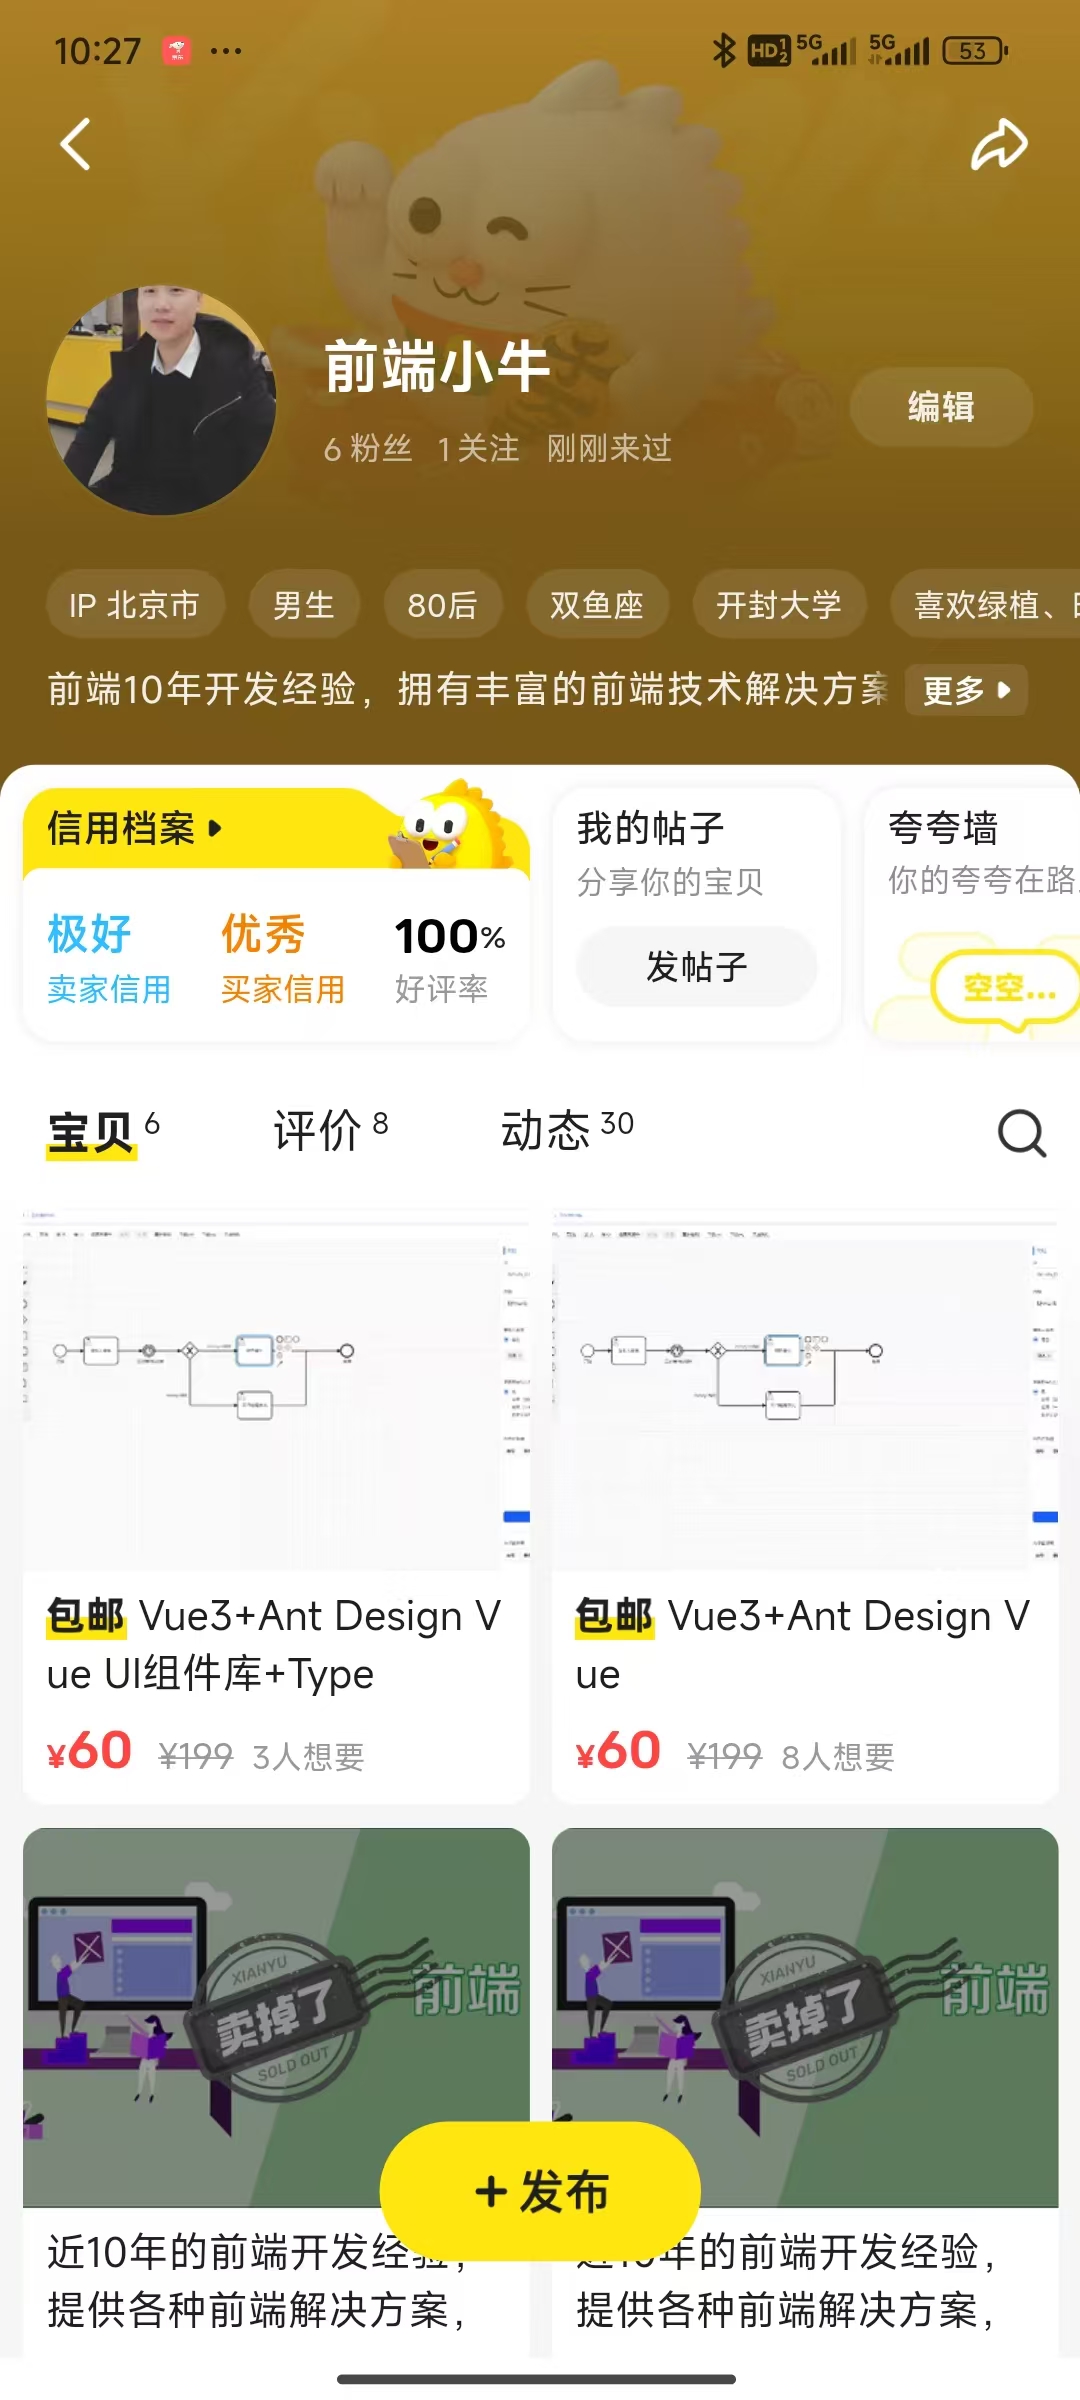 10:27
京东
HD 1 2 5G 5G 53
前端小牛
编辑
6 粉丝 1 关注 刚刚来过
IP 北京市 男生 80后 双鱼座 开封大学 喜欢绿植、
前端10年开发经验，拥有丰富的前端技术解决方案 更多
信用档案
极好 优秀 100%
卖家信用 买家信用 好评率
我的帖子
分享你的宝贝
发帖子
夸夸墙
你的夸夸在路
空空...
宝贝 6 评价 8 动态 30
包邮 Vue3+Ant Design V
ue UI组件库+Type
¥60 ¥199 3人想要
包邮 Vue3+Ant Design V
ue
¥60 ¥199 8人想要
XIANYU
卖掉了
SOLD OUT
前端
XIANYU
卖掉了
SOLD OUT
前端
+ 发布
近10年的前端开发经验，
提供各种前端解决方案，
近10年的前端开发经验，
提供各种前端解决方案，